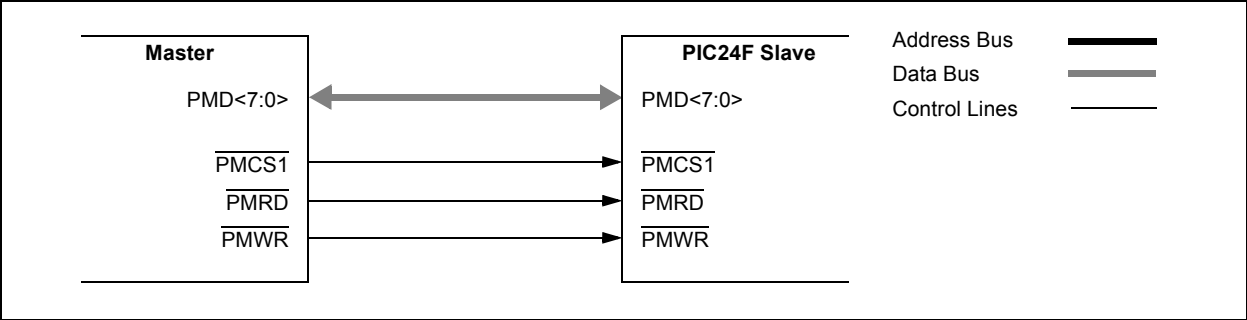 Master
PMD<7:0>
PMCS1
PMRD
PMWR
PIC24F Slave
PMD<7:0>
PMCS1
PMRD
PMWR
Address Bus
Data Bus
Control Lines